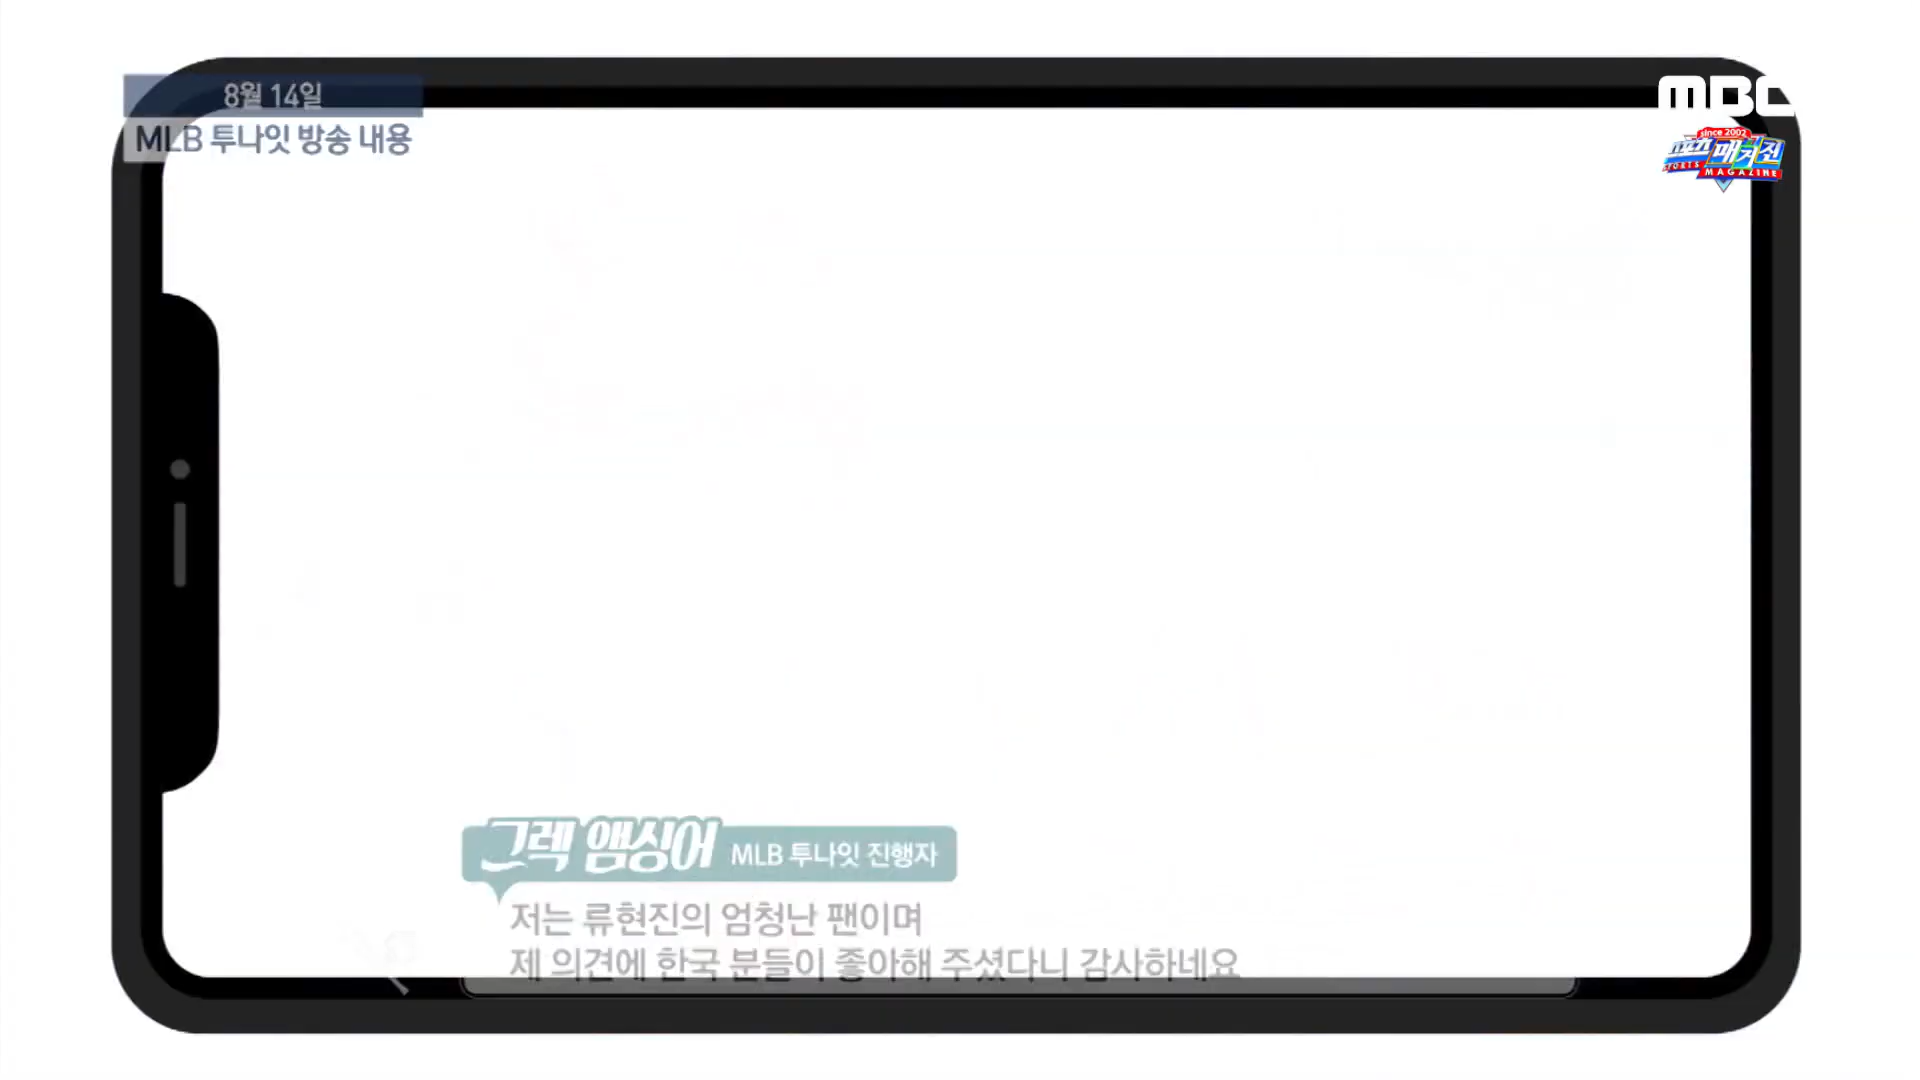 8월 14일
MLB 투나잇 방송 내용
MBC
since 2002
스포츠 매거진
SPORTS MAGAZINE
그렉 앰싱어 MLB 투나잇 진행자
저는 류현진의 엄청난 팬이며
제 의견에 한국 분들이 좋아해 주셨다니 감사하네요